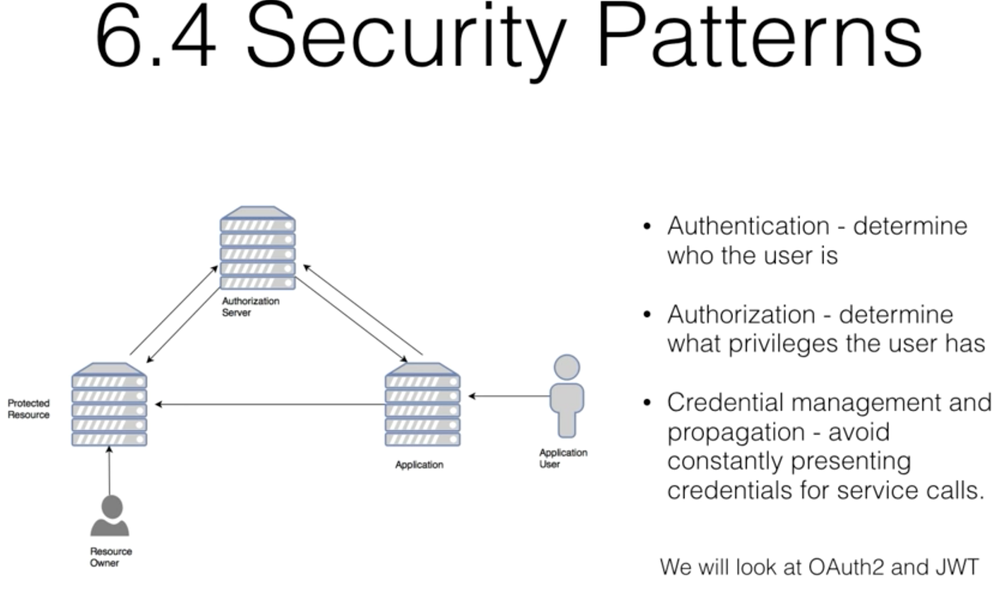 6.4 Security Patterns
Authorization
Server
Protected
Resource
Application
Application
User
Resource
Owner
• Authentication - determine
who the user is
• Authorization - determine
what privileges the user has
• Credential management and
propagation - avoid
constantly presenting
credentials for service calls.
We will look at OAuth2 and JWT